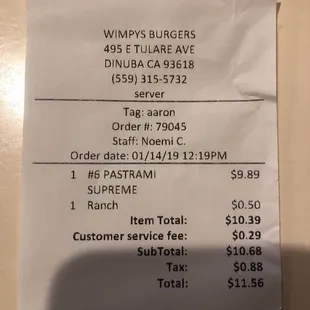 WIMPYS BURGERS
495 E TULARE AVE
DINUBA CA 93618
(559) 315-5732
server
Tag: aaron
Order #: 79045
Staff: Noemi C.
Order date: 01/14/19 12:19PM
1 #6 PASTRAMI $9.89
SUPREME
1 Ranch $0.50
Item Total: $10.39
Customer service fee: $0.29
SubTotal: $10.68
Tax: $0.88
Total: $11.56